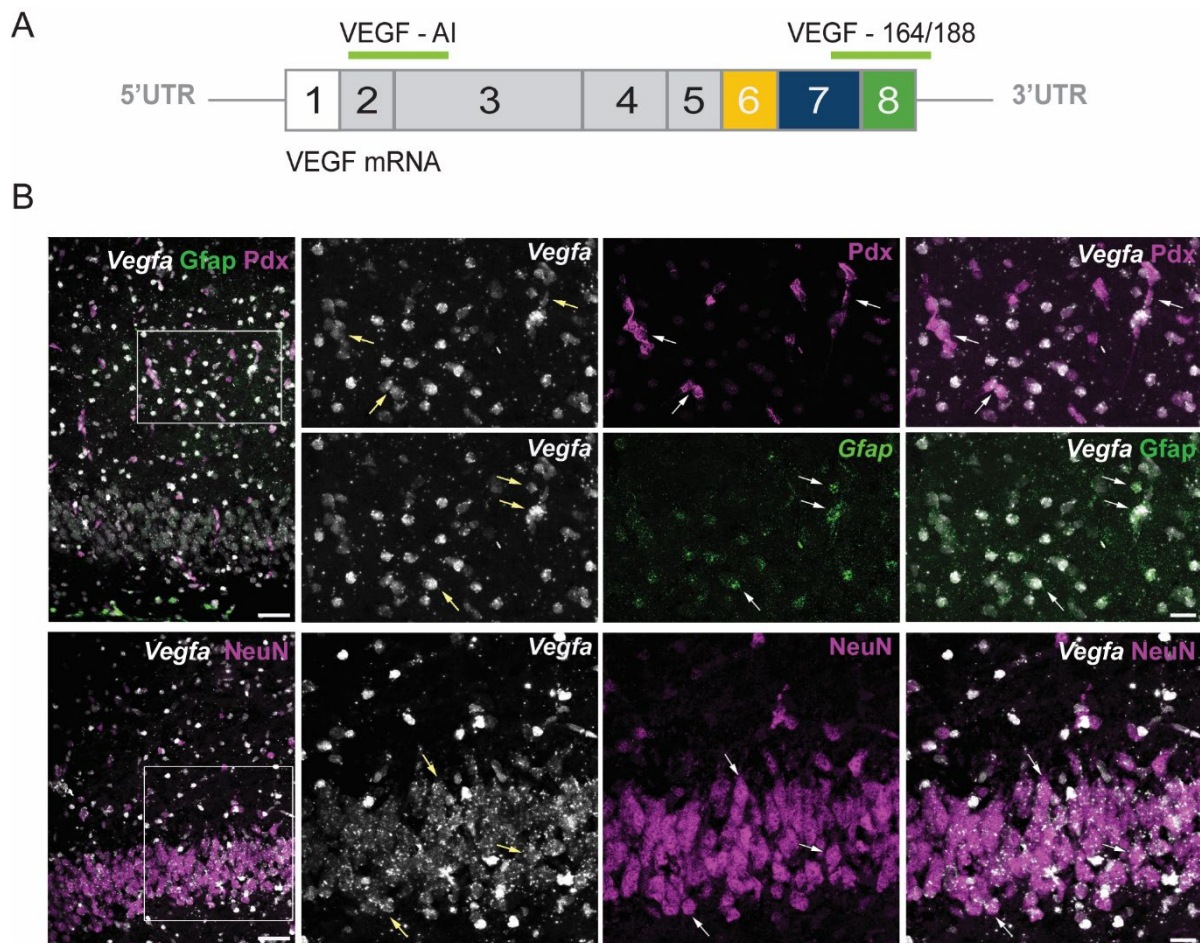 A
VEGF - AI
VEGF - 164/188
5'UTR
1
2
3
4
5
6
7
8
3'UTR
VEGF mRNA
B
Vegfa Gfap Pdx
Vegfa
Pdx
Vegfa Pdx
Vegfa
Gfap
Vegfa Gfap
Vegfa NeuN
Vegfa
NeuN
Vegfa NeuN